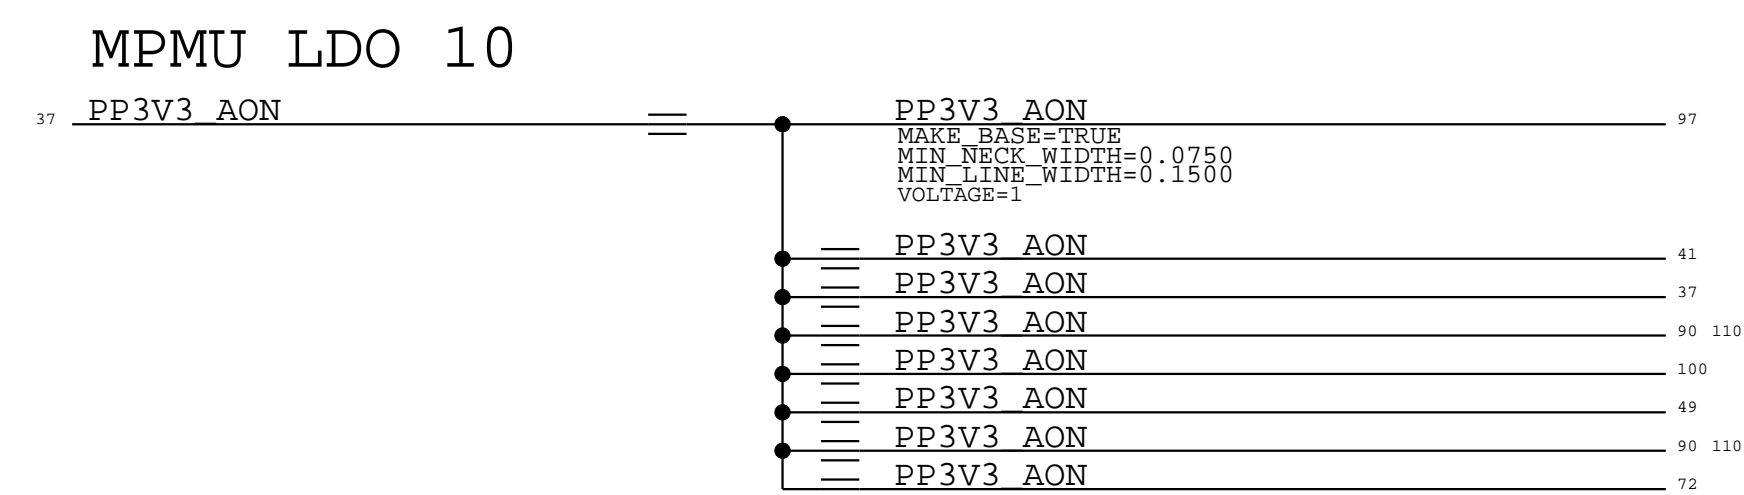 MPMU LDO 10
37 PP3V3_AON PP3V3_AON 97
MAKE_BASE=TRUE
MIN_NECK_WIDTH=0.0750
MIN_LINE_WIDTH=0.1500
VOLTAGE=1
PP3V3_AON 41
PP3V3_AON 37
PP3V3_AON 90 110
PP3V3_AON 100
PP3V3_AON 49
PP3V3_AON 90 110
PP3V3_AON 72